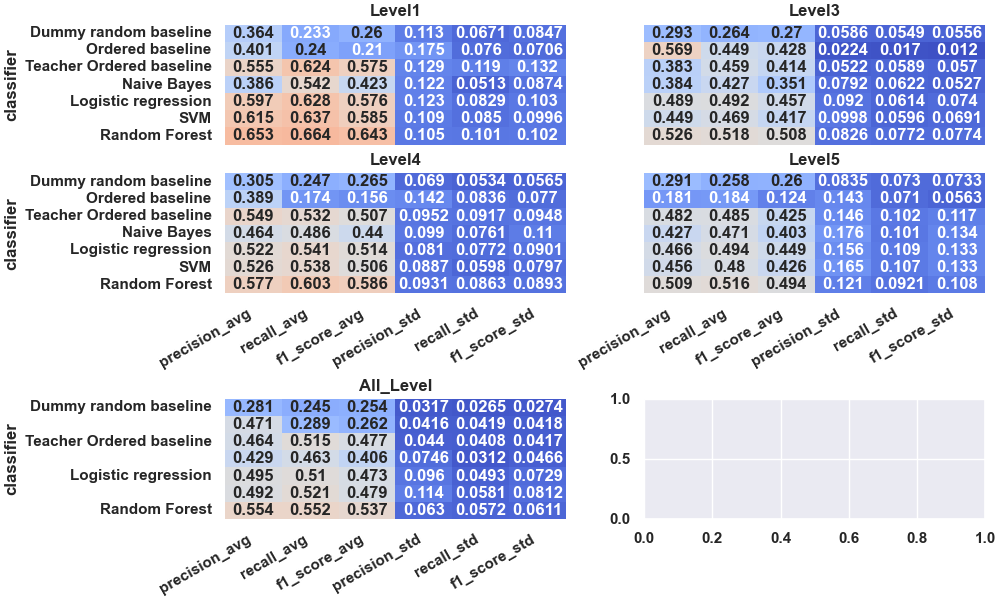 Level1
classifier
Dummy random baseline 0.364 0.233 0.26 0.113 0.0671 0.0847
Ordered baseline 0.401 0.24 0.21 0.175 0.076 0.0706
Teacher Ordered baseline 0.555 0.624 0.575 0.129 0.119 0.132
Naive Bayes 0.386 0.542 0.423 0.122 0.0513 0.0874
Logistic regression 0.597 0.628 0.576 0.123 0.0829 0.103
SVM 0.615 0.637 0.585 0.109 0.085 0.0996
Random Forest 0.653 0.664 0.643 0.105 0.101 0.102
Level3
0.293 0.264 0.27 0.0586 0.0549 0.0556
0.569 0.449 0.428 0.0224 0.017 0.012
0.383 0.459 0.414 0.0522 0.0589 0.057
0.384 0.427 0.351 0.0792 0.0622 0.0527
0.489 0.492 0.457 0.092 0.0614 0.074
0.449 0.469 0.417 0.0998 0.0596 0.0691
0.526 0.518 0.508 0.0826 0.0772 0.0774
Level4
classifier
Dummy random baseline 0.305 0.247 0.265 0.069 0.0534 0.0565
Ordered baseline 0.389 0.174 0.156 0.142 0.0836 0.077
Teacher Ordered baseline 0.549 0.532 0.507 0.0952 0.0917 0.0948
Naive Bayes 0.464 0.486 0.44 0.099 0.0761 0.11
Logistic regression 0.522 0.541 0.514 0.081 0.0772 0.0901
SVM 0.526 0.538 0.506 0.0887 0.0598 0.0797
Random Forest 0.577 0.603 0.586 0.0931 0.0863 0.0893
precision_avg recall_avg f1_score_avg precision_std recall_std f1_score_std
Level5
0.291 0.258 0.26 0.0835 0.073 0.0733
0.181 0.184 0.124 0.143 0.071 0.0563
0.482 0.485 0.425 0.146 0.102 0.117
0.427 0.471 0.403 0.176 0.101 0.134
0.466 0.494 0.449 0.156 0.109 0.133
0.456 0.48 0.426 0.165 0.107 0.133
0.509 0.516 0.494 0.121 0.0921 0.108
precision_avg recall_avg f1_score_avg precision_std recall_std f1_score_std
All_Level
classifier
Dummy random baseline 0.281 0.245 0.254 0.0317 0.0265 0.0274
0.471 0.289 0.262 0.0416 0.0419 0.0418
Teacher Ordered baseline 0.464 0.515 0.477 0.044 0.0408 0.0417
0.429 0.463 0.406 0.0746 0.0312 0.0466
Logistic regression 0.495 0.51 0.473 0.096 0.0493 0.0729
0.492 0.521 0.479 0.114 0.0581 0.0812
Random Forest 0.554 0.552 0.537 0.063 0.0572 0.0611
precision_avg recall_avg f1_score_avg precision_std recall_std f1_score_std
1.0
0.5
0.0
0.0 0.2 0.4 0.6 0.8 1.0